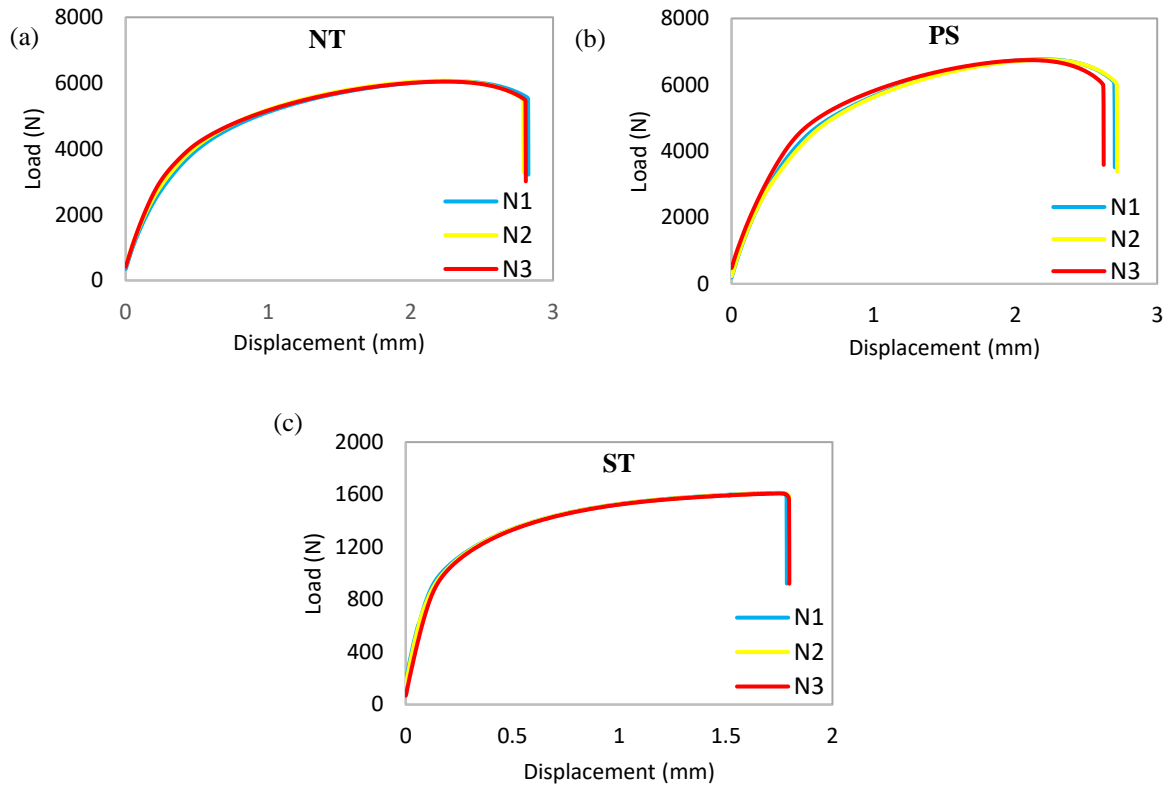 (a)
NT
8000
6000
4000
2000
0
Load (N)
N1
N2
N3
0 1 2 3
Displacement (mm)
(b)
PS
8000
6000
4000
2000
0
Load (N)
N1
N2
N3
0 1 2 3
Displacement (mm)
(c)
ST
2000
1600
1200
800
400
0
Load (N)
N1
N2
N3
0 0.5 1 1.5 2
Displacement (mm)